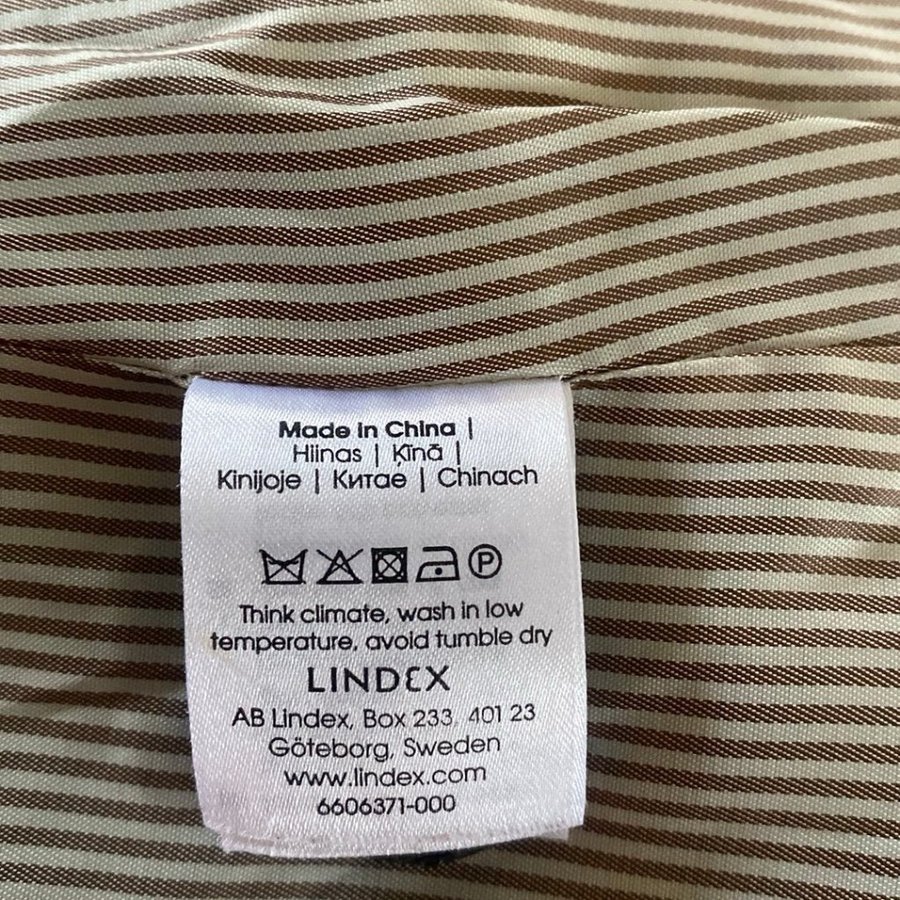 Made in China |
Hiinas | Ķīnā |
Kinijoje | Китае | Chinach
P
Think climate, wash in low
temperature, avoid tumble dry
LINDEX
AB Lindex, Box 233, 401 23
Göteborg, Sweden
www.lindex.com
6606371-000